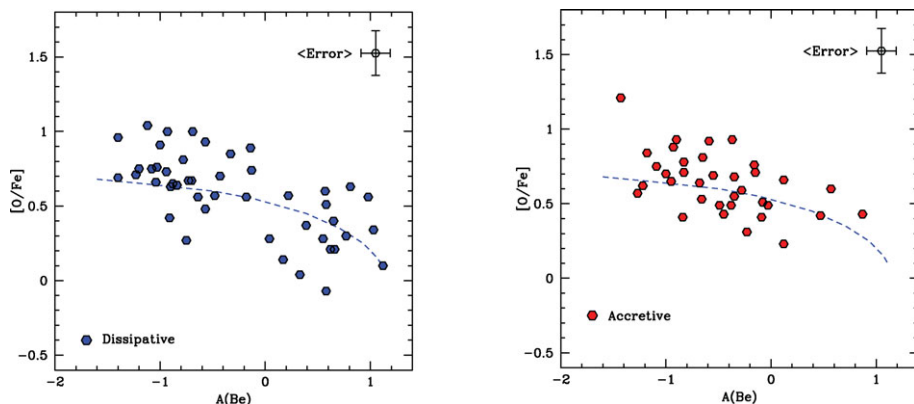 <Error>
1.5
1
0.5
0
−0.5
[O/Fe]
Dissipative
−2
−1
0
1
A(Be)
<Error>
1.5
1
0.5
0
−0.5
[O/Fe]
Accretive
−2
−1
0
1
A(Be)